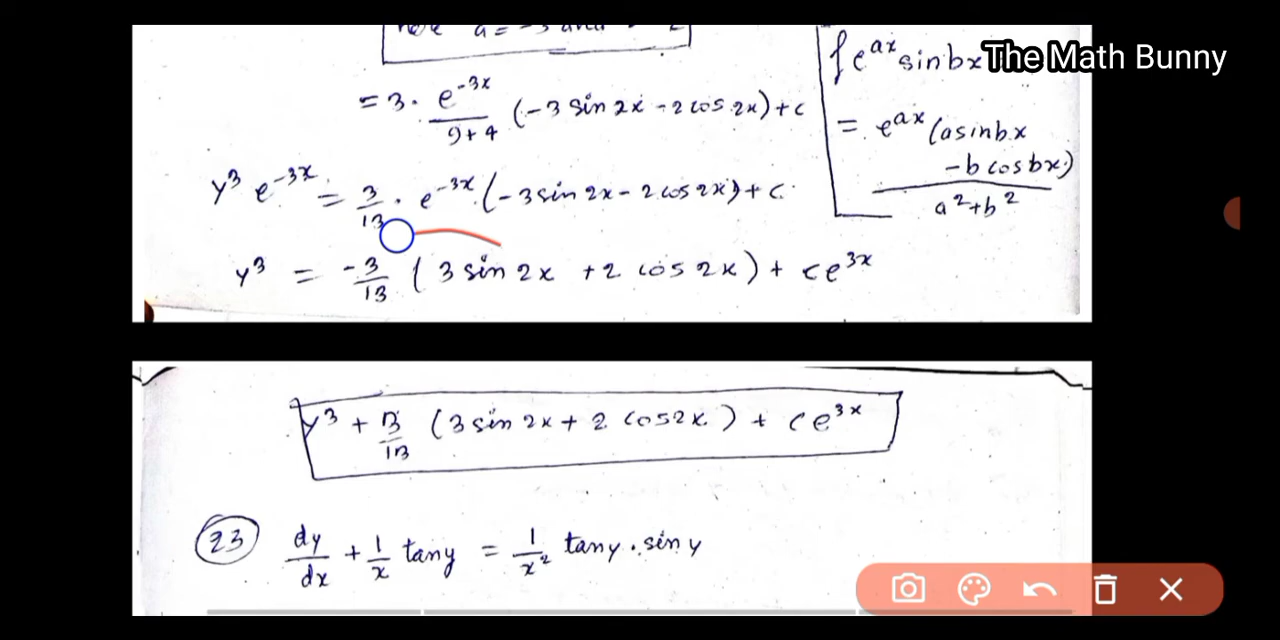 The Math Bunny
here a = -3 and
= 3 · e^{-3x}/(9+4) (-3 sin 2x - 2 cos 2x) + c
y³ e^{-3x} = 3/13 · e^{-3x} (-3 sin 2x - 2 cos 2x) + c
y³ = -3/13 (3 sin 2x + 2 cos 2x) + ce^{3x}
∫e^{ax} sin bx
= e^{ax} (a sin bx
- b cos bx)
a² + b²
y³ + 3/13 (3 sin 2x + 2 cos 2x) + ce^{3x}
(23) dy/dx + 1/x tan y = 1/x² tan y · sin y